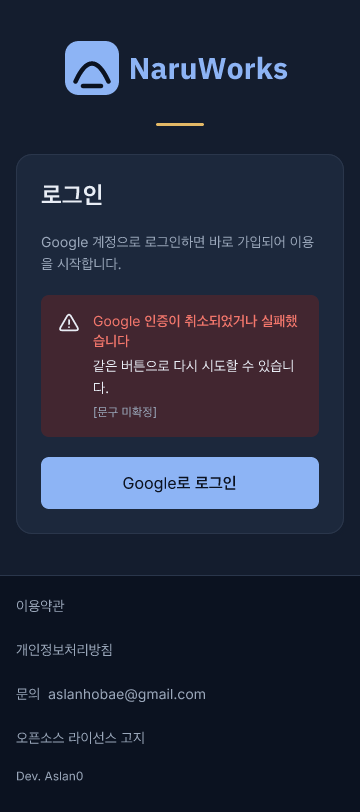 NaruWorks
로그인
Google 계정으로 로그인하면 바로 가입되어 이용
을 시작합니다.
Google 인증이 취소되었거나 실패했
습니다
같은 버튼으로 다시 시도할 수 있습니
다.
[문구 미확정]
Google로 로그인
이용약관
개인정보처리방침
문의 aslanhobae@gmail.com
오픈소스 라이선스 고지
Dev. Aslan0